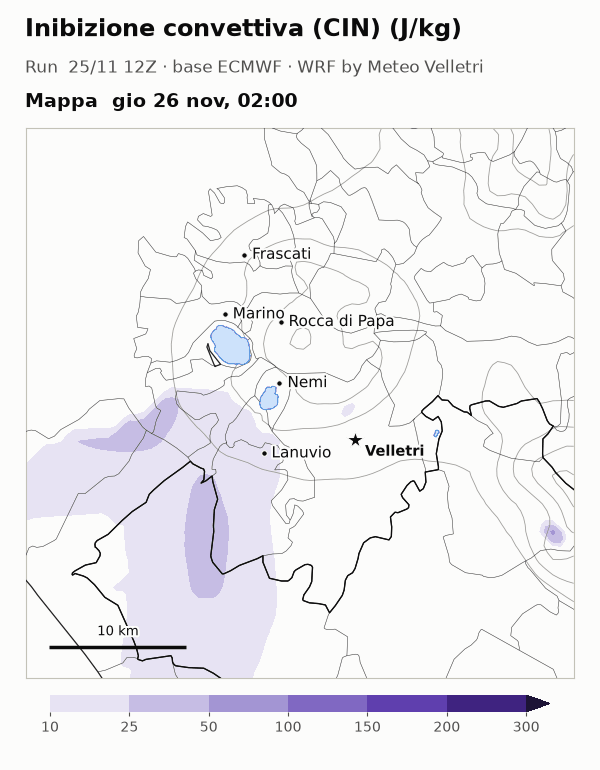 Inibizione convettiva (CIN) (J/kg)
Run  25/11 12Z · base ECMWF · WRF by Meteo Velletri
Mappa  gio 26 nov, 02:00
Frascati
Marino
Rocca di Papa
Nemi
Velletri
Lanuvio
10 km
10 25 50 100 150 200 300